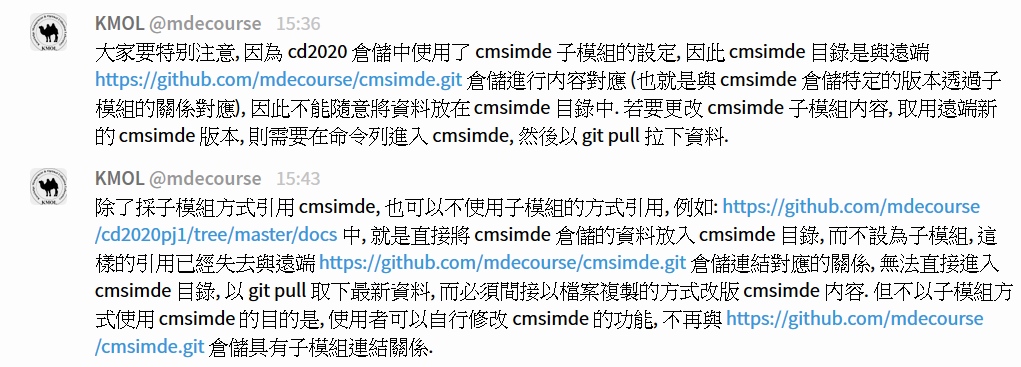 KMOL @mdecourse 15:36
大家要特別注意, 因為 cd2020 倉儲中使用了 cmsimde 子模組的設定, 因此 cmsimde 目錄是與遠端
https://github.com/mdecourse/cmsimde.git 倉儲進行內容對應 (也就是與 cmsimde 倉儲特定的版本透過子
模組的關係對應), 因此不能隨意將資料放在 cmsimde 目錄中. 若要更改 cmsimde 子模組內容, 取用遠端新
的 cmsimde 版本, 則需要在命令列進入 cmsimde, 然後以 git pull 拉下資料.
KMOL
KMOL @mdecourse 15:43
除了採子模組方式引用 cmsimde, 也可以不使用子模組的方式引用, 例如: https://github.com/mdecourse
/cd2020pj1/tree/master/docs 中, 就是直接將 cmsimde 倉儲的資料放入 cmsimde 目錄, 而不設為子模組, 這
樣的引用已經失去與遠端 https://github.com/mdecourse/cmsimde.git 倉儲連結對應的關係, 無法直接進入
cmsimde 目錄, 以 git pull 取下最新資料, 而必須間接以檔案複製的方式改版 cmsimde 內容. 但不以子模組方
式使用 cmsimde 的目的是, 使用者可以自行修改 cmsimde 的功能, 不再與 https://github.com/mdecourse
/cmsimde.git 倉儲具有子模組連結關係.
KMOL